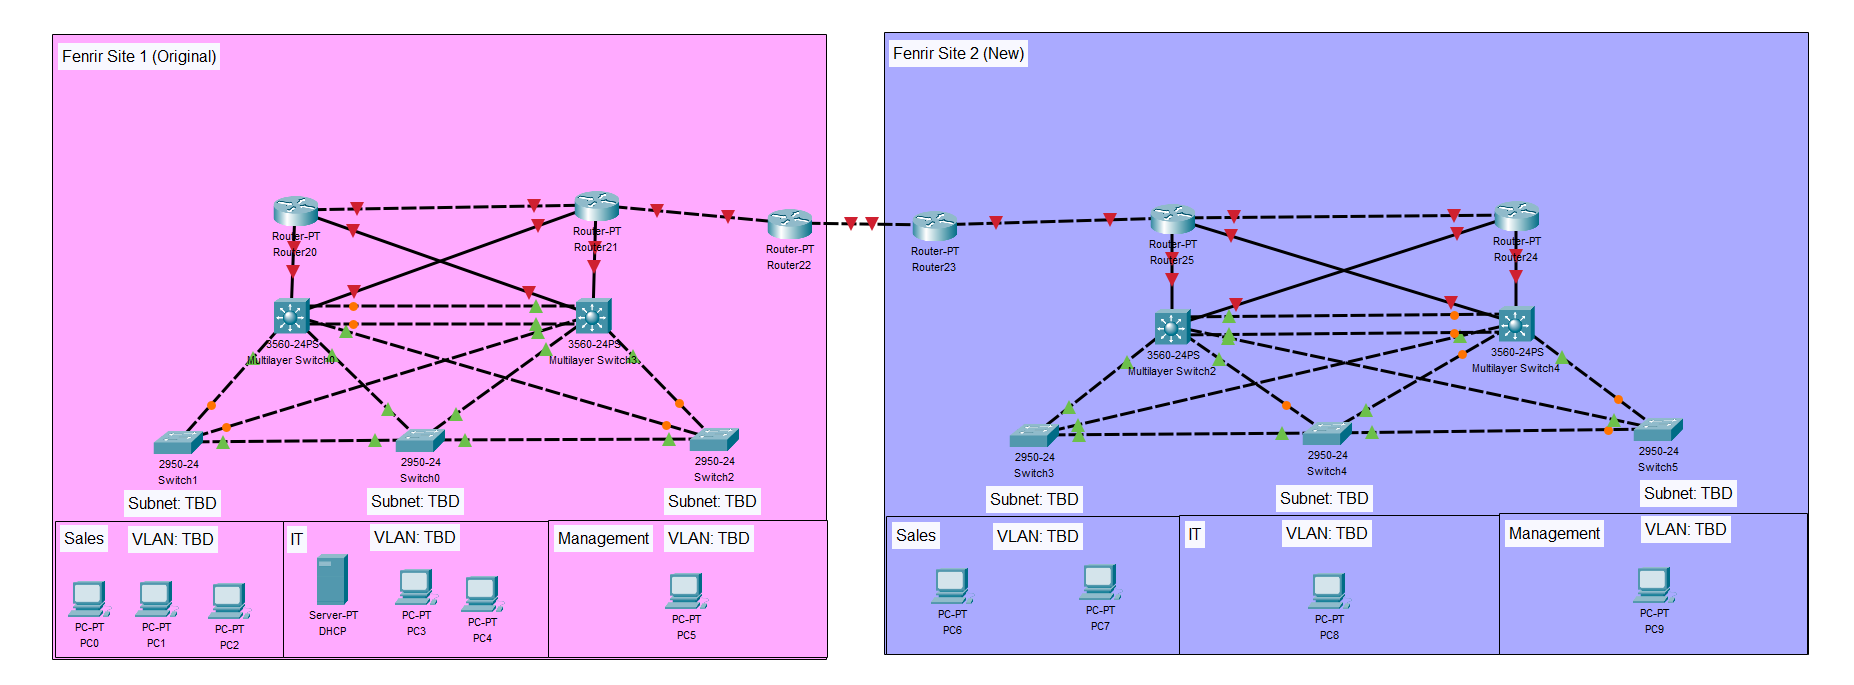 Fenrir Site 1 (Original)
Router-PT
Router20
Router-PT
Router21
Router-PT
Router22
3560-24PS
Multilayer Switch0
3560-24PS
Multilayer Switch3
2950-24
Switch1
2950-24
Switch0
2950-24
Switch2
Subnet: TBD
Subnet: TBD
Subnet: TBD
Sales
VLAN: TBD
IT
VLAN: TBD
Management
VLAN: TBD
PC-PT
PC0
PC-PT
PC1
PC-PT
PC2
Server-PT
DHCP
PC-PT
PC3
PC-PT
PC4
PC-PT
PC5
Fenrir Site 2 (New)
Router-PT
Router23
Router-PT
Router25
Router-PT
Router24
3560-24PS
Multilayer Switch2
3560-24PS
Multilayer Switch4
2950-24
Switch3
2950-24
Switch4
2950-24
Switch5
Subnet: TBD
Subnet: TBD
Subnet: TBD
Sales
VLAN: TBD
IT
VLAN: TBD
Management
VLAN: TBD
PC-PT
PC6
PC-PT
PC7
PC-PT
PC8
PC-PT
PC9